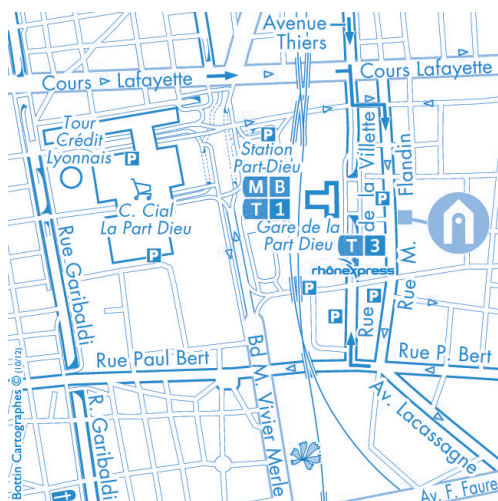 Avenue
Thiers
Cours Lafayette
Cours Lafayette
Tour
Crédit
Lyonnais
P
P
Station
Part-Dieu
M B
T 1
C. Cial
La Part Dieu
P
Gare de la
Part Dieu
T 3
rhônexpress
P
P
P
P
Rue de la Villette
Rue M. Flandin
Rue Garibaldi
R. Garibaldi
Rue Paul Bert
Rue P. Bert
Bd M. Vivier Merle
Av. Lacassagne
Av. F. Faure
Bottin Cartographes © (10/12)